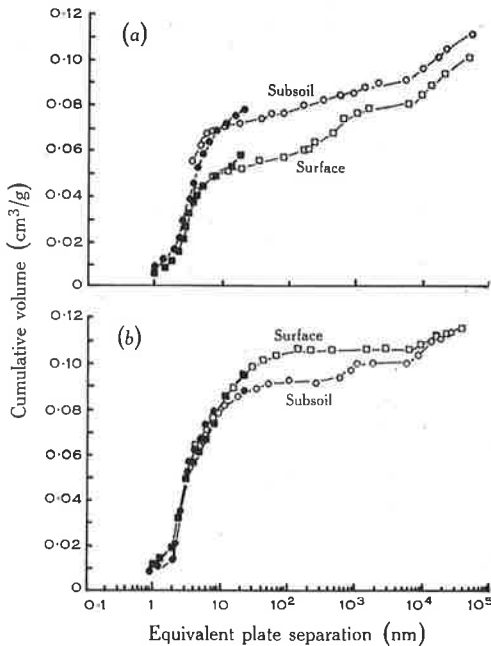 (a)
0·12
0·10
0·08
0·06
0·04
0·02
0
Subsoil
Surface
(b)
0·10
0·08
0·06
0·04
0·02
0
Surface
Subsoil
Cumulative volume (cm³/g)
0·1 1 10 10² 10³ 10⁴ 10⁵
Equivalent plate separation (nm)